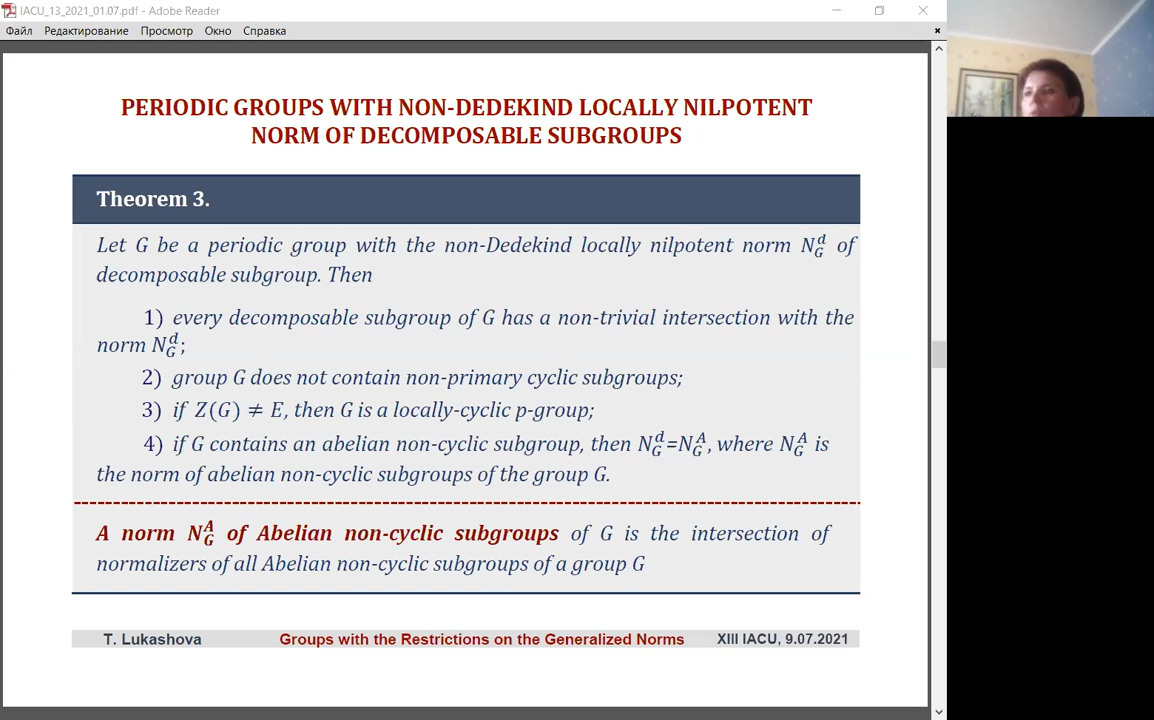 IACU_13_2021_01.07.pdf - Adobe Reader
Файл Редактирование Просмотр Окно Справка
PERIODIC GROUPS WITH NON-DEDEKIND LOCALLY NILPOTENT
NORM OF DECOMPOSABLE SUBGROUPS
Theorem 3.
Let G be a periodic group with the non-Dedekind locally nilpotent norm N_G^d of
decomposable subgroup. Then
1) every decomposable subgroup of G has a non-trivial intersection with the
norm N_G^d;
2) group G does not contain non-primary cyclic subgroups;
3) if Z(G) ≠ E, then G is a locally-cyclic p-group;
4) if G contains an abelian non-cyclic subgroup, then N_G^d=N_G^A, where N_G^A is
the norm of abelian non-cyclic subgroups of the group G.
A norm N_G^A of Abelian non-cyclic subgroups of G is the intersection of
normalizers of all Abelian non-cyclic subgroups of a group G
T. Lukashova Groups with the Restrictions on the Generalized Norms XIII IACU, 9.07.2021